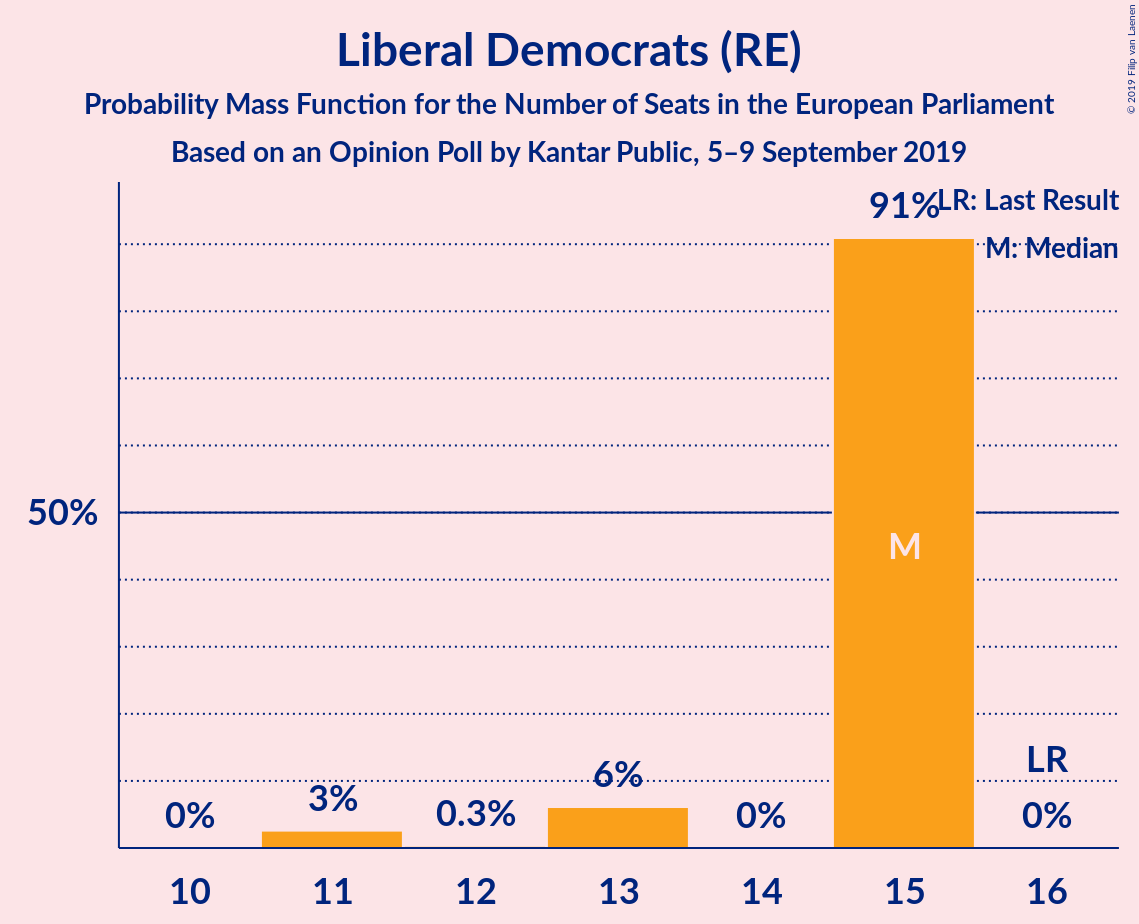 Liberal Democrats (RE)
Probability Mass Function for the Number of Seats in the European Parliament
Based on an Opinion Poll by Kantar Public, 5–9 September 2019
© 2019 Filip van Laenen
LR: Last Result
M: Median
91%
50%
M
LR
0%
3%
0.3%
6%
0%
0%
10
11
12
13
14
15
16